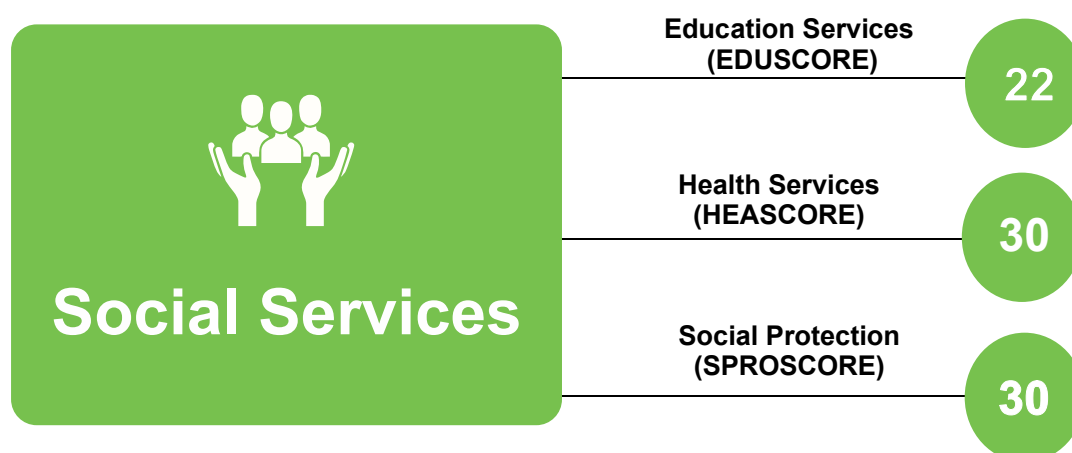 Education Services
(EDUSCORE)
22
Health Services
(HEASCORE)
30
Social Services
Social Protection
(SPROSCORE)
30